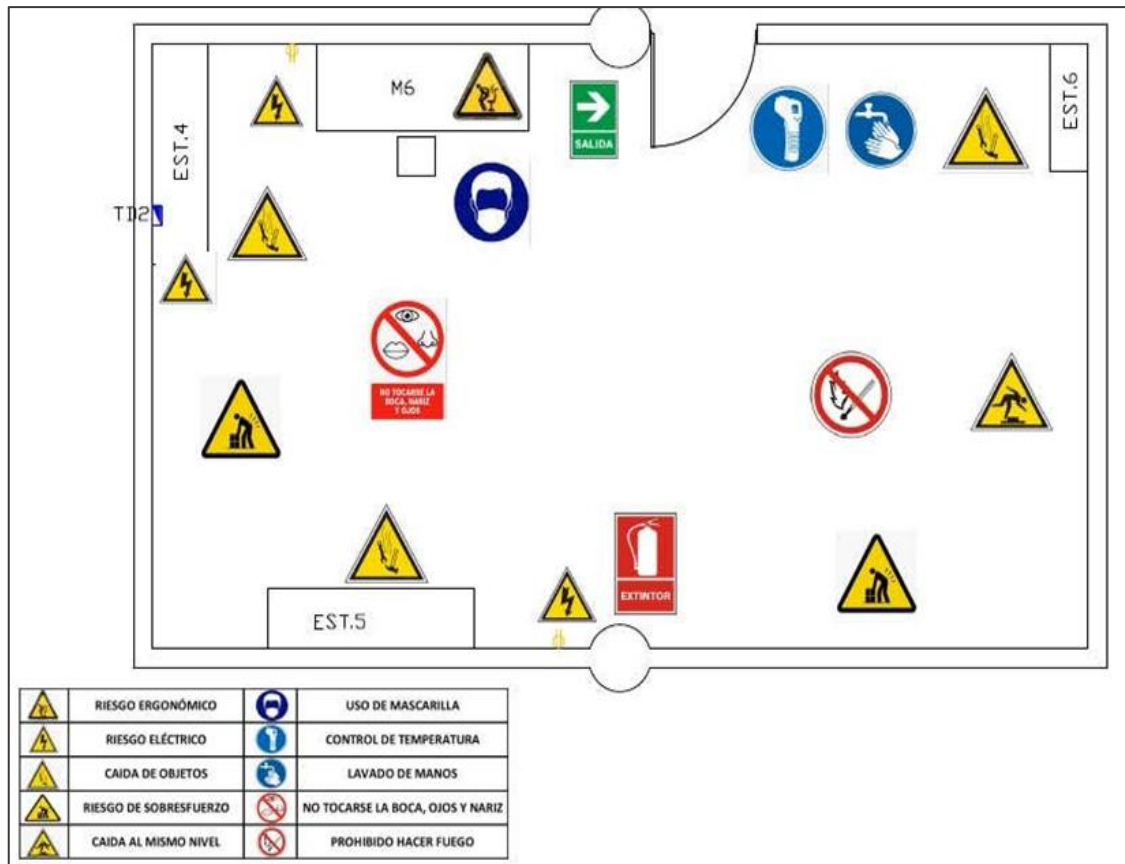 M6
EST.4
EST.6
SALIDA
TD2
NO TOCARSE LA
BOCA, NARIZ
Y OJOS
EXTINTOR
EST.5
RIESGO ERGONÓMICO
USO DE MASCARILLA
RIESGO ELÉCTRICO
CONTROL DE TEMPERATURA
CAIDA DE OBJETOS
LAVADO DE MANOS
RIESGO DE SOBRESFUERZO
NO TOCARSE LA BOCA, OJOS Y NARIZ
CAIDA AL MISMO NIVEL
PROHIBIDO HACER FUEGO